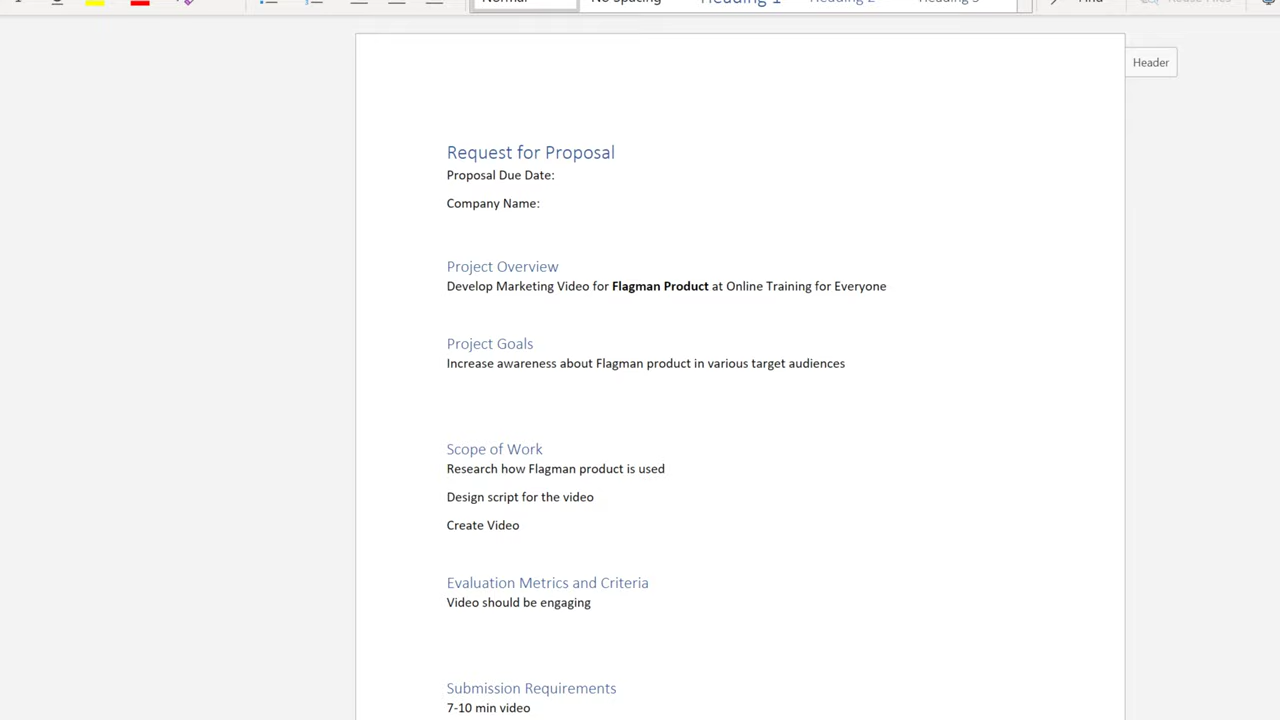 Normal No Spacing Heading 1 Heading 2 Heading 3 Find Reuse Files
Header
Request for Proposal
Proposal Due Date:
Company Name:
Project Overview
Develop Marketing Video for Flagman Product at Online Training for Everyone
Project Goals
Increase awareness about Flagman product in various target audiences
Scope of Work
Research how Flagman product is used
Design script for the video
Create Video
Evaluation Metrics and Criteria
Video should be engaging
Submission Requirements
7-10 min video